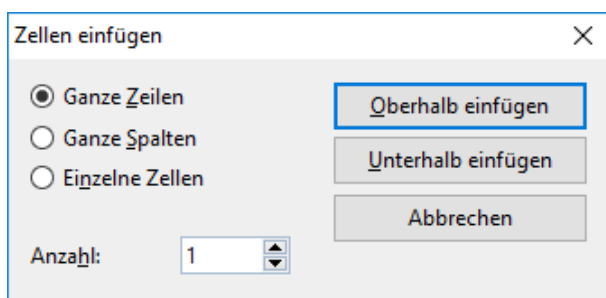 Zellen einfügen
Ganze Zeilen
Ganze Spalten
Einzelne Zellen
Anzahl: 1
Oberhalb einfügen
Unterhalb einfügen
Abbrechen